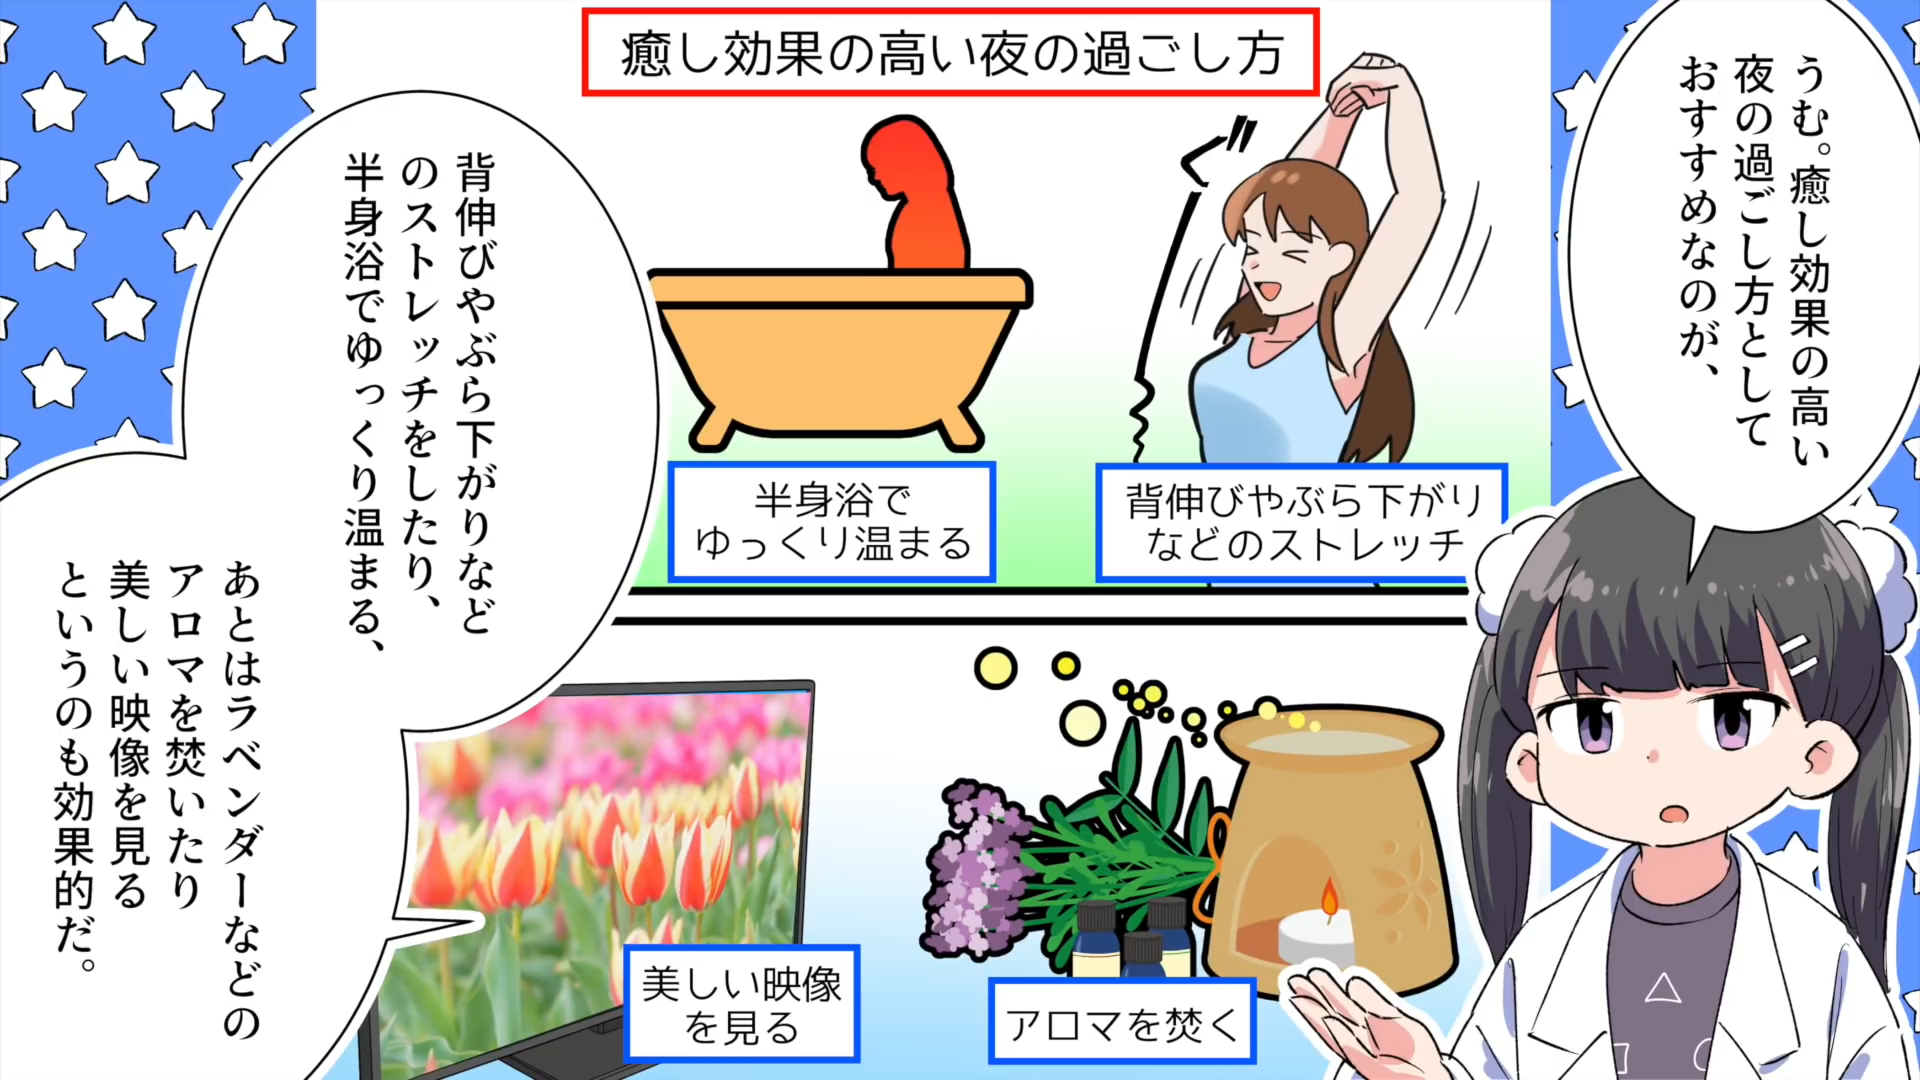 癒し効果の高い夜の過ごし方
うむ。癒し効果の高い
夜の過ごし方として
おすすめなのが、
背伸びやぶら下がりなど
のストレッチをしたり、
半身浴でゆっくり温まる、
背伸びやぶら下がり
などのストレッチ
半身浴で
ゆっくり温まる
あとはラベンダーなどの
アロマを焚いたり
美しい映像を見る
というのも効果的だ。
アロマを焚く
美しい映像
を見る